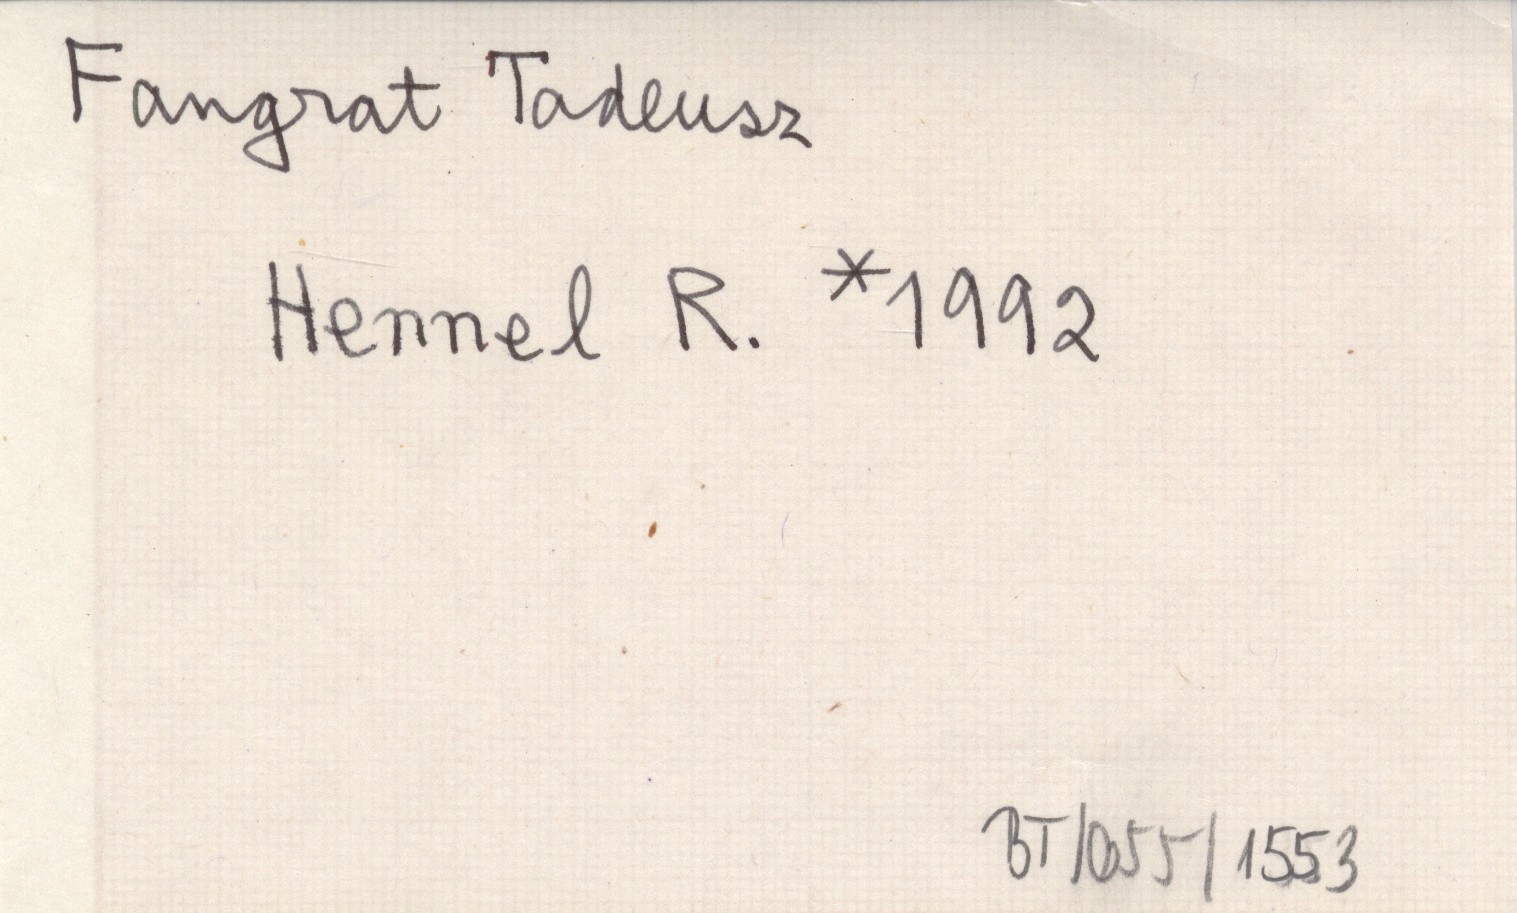 Fangrat Tadeusz
Hennel R. *1992
BT/055/1553